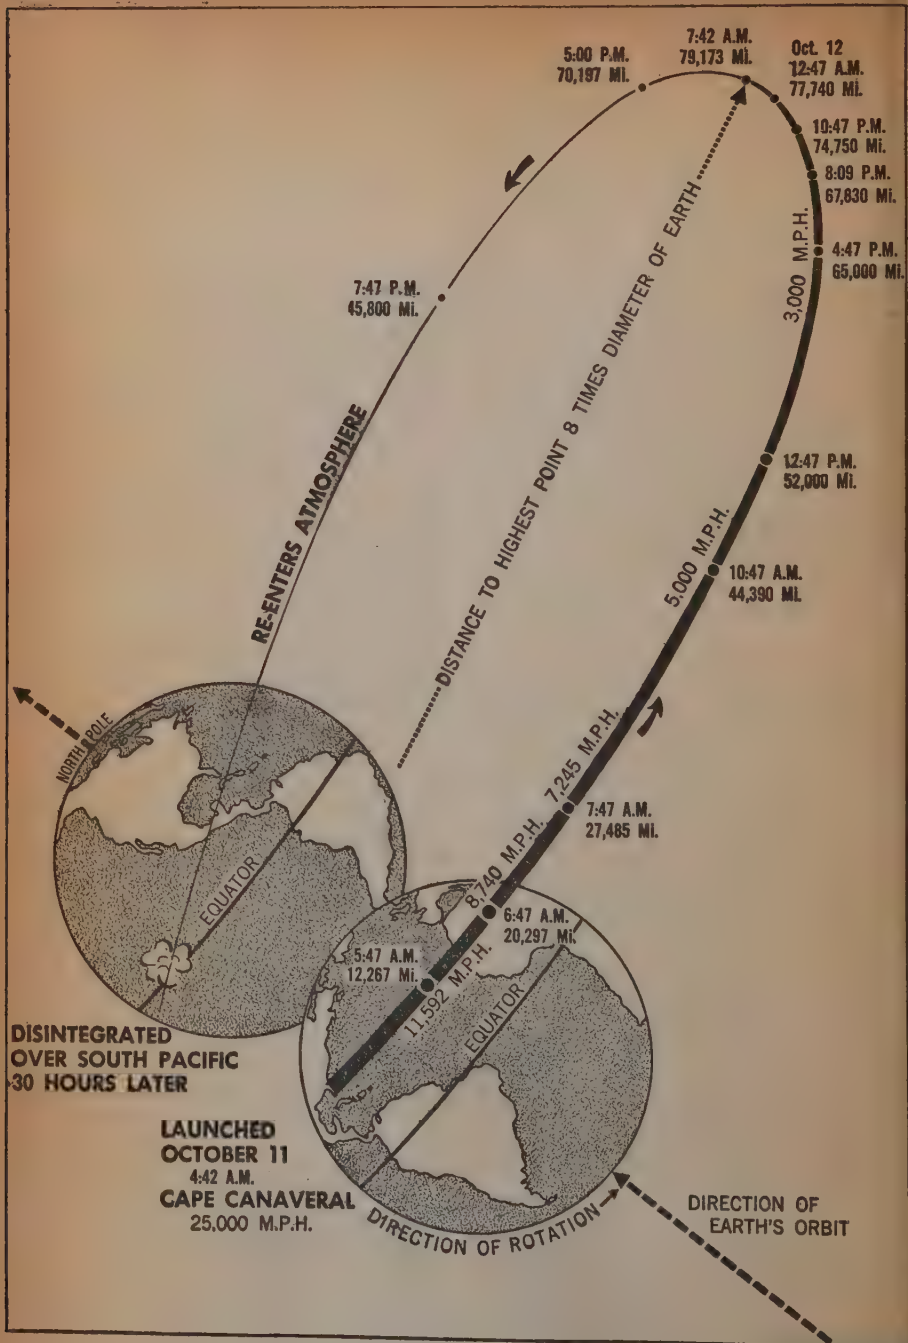 7:42 A.M.
79,173 Mi.
Oct. 12
12:47 A.M.
77,740 Mi.
5:00 P.M.
70,197 Mi.
10:47 P.M.
74,750 Mi.
8:09 P.M.
67,830 Mi.
4:47 P.M.
65,000 Mi.
3,000 M.P.H.
7:47 P.M.
45,800 Mi.
DISTANCE TO HIGHEST POINT 8 TIMES DIAMETER OF EARTH
RE-ENTERS ATMOSPHERE
12:47 P.M.
52,000 Mi.
5.000 M.P.H.
10:47 A.M.
44,390 Mi.
NORTH POLE
7,245 M.P.H.
7:47 A.M.
27,485 Mi.
8,740 M.P.H.
EQUATOR
6:47 A.M.
20,297 Mi.
5:47 A.M.
12,267 Mi.
11,592 M.P.H.
EQUATOR
DISINTEGRATED
OVER SOUTH PACIFIC
30 HOURS LATER
LAUNCHED
OCTOBER 11
4:42 A.M.
CAPE CANAVERAL
25,000 M.P.H.
DIRECTION OF ROTATION
DIRECTION OF
EARTH'S ORBIT